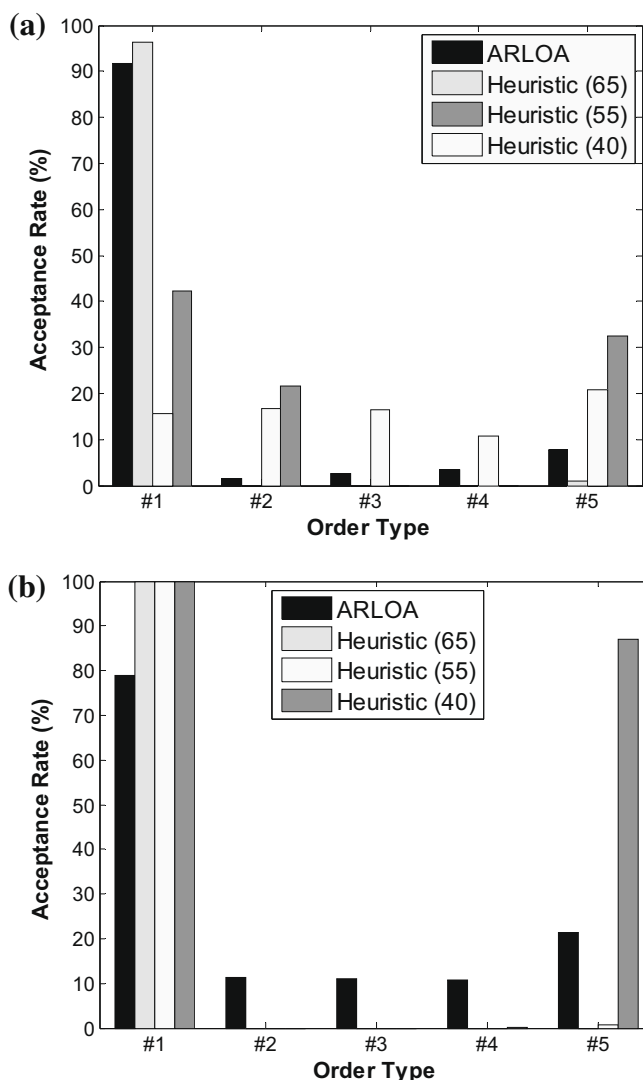 (a)
100
90
80
70
60
50
40
30
20
10
0
Acceptance Rate (%)
ARLOA
Heuristic (65)
Heuristic (55)
Heuristic (40)
#1 #2 #3 #4 #5
Order Type
(b)
100
90
80
70
60
50
40
30
20
10
0
Acceptance Rate (%)
ARLOA
Heuristic (65)
Heuristic (55)
Heuristic (40)
#1 #2 #3 #4 #5
Order Type